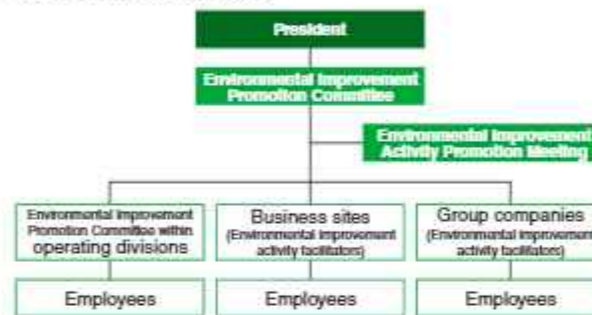 President
Environmental Improvement
Promotion Committee
Environmental Improvement
Activity Promotion Meeting
Environmental Improvement
Promotion Committee within
operating divisions
Business sites
(Environmental improvement
activity facilitators)
Group companies
(Environmental improvement
activity facilitators)
Employees
Employees
Employees